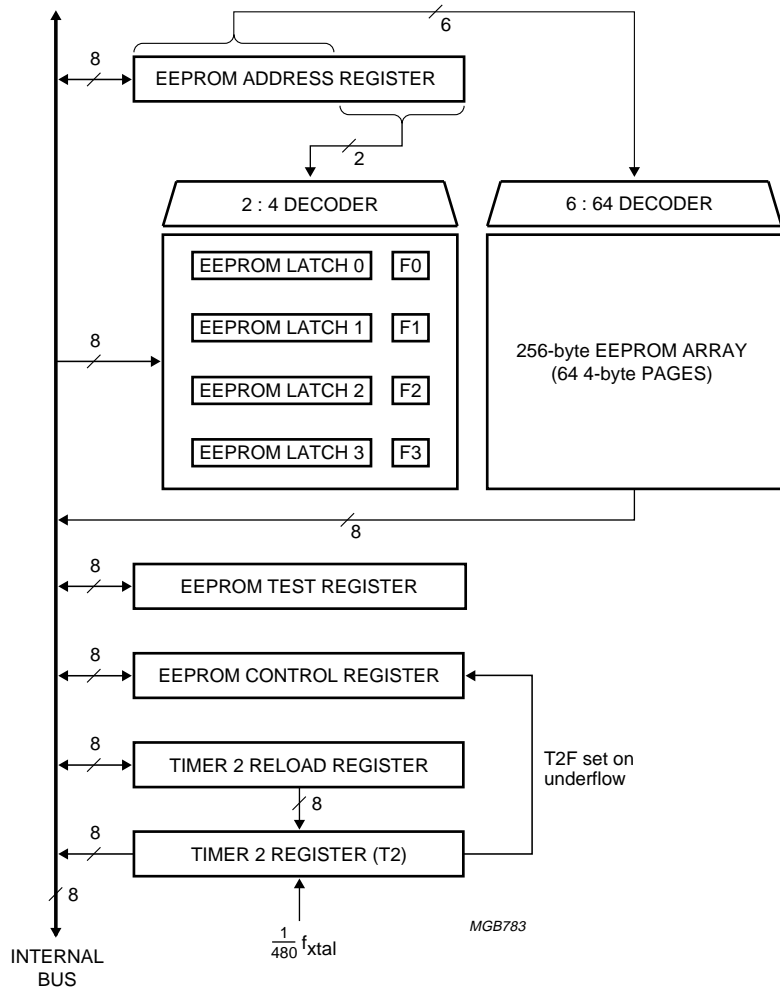 6
8
EEPROM ADDRESS REGISTER
2
2 : 4 DECODER
6 : 64 DECODER
EEPROM LATCH 0
F0
EEPROM LATCH 1
F1
8
256-byte EEPROM ARRAY
(64 4-byte PAGES)
EEPROM LATCH 2
F2
EEPROM LATCH 3
F3
8
8
EEPROM TEST REGISTER
8
EEPROM CONTROL REGISTER
8
TIMER 2 RELOAD REGISTER
T2F set on
underflow
8
8
TIMER 2 REGISTER (T2)
8
1/480 fxtal
MGB783
INTERNAL
BUS